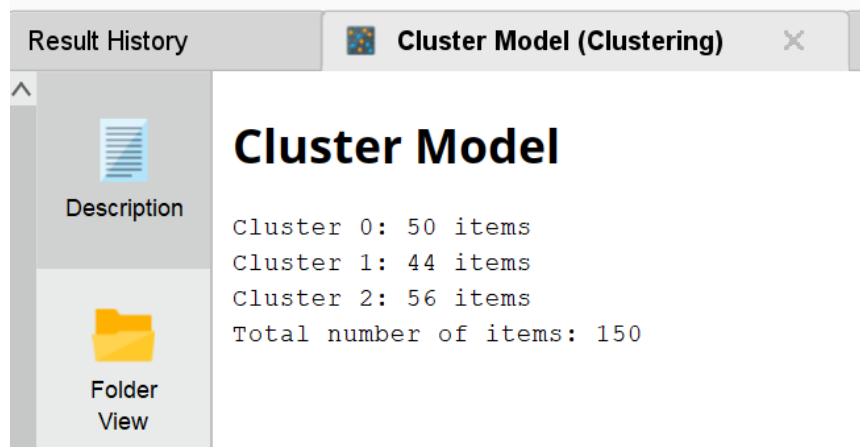 Result History
Cluster Model (Clustering)
Description
Folder
View
Cluster Model
Cluster 0: 50 items
Cluster 1: 44 items
Cluster 2: 56 items
Total number of items: 150